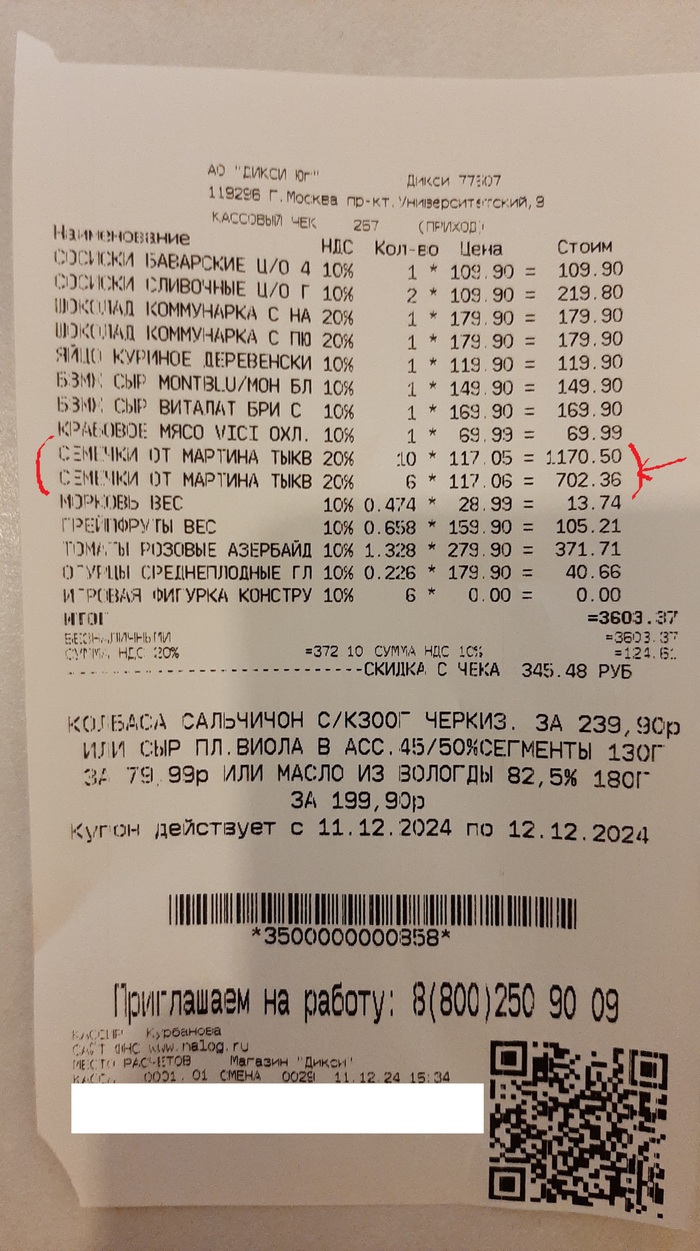 АО "ДИКСИ Юг" Дикси 77507
119296 Г.Москва пр-кт.Университетский,9
КАССОВЫЙ ЧЕК 257 (ПРИХОД)
Наименование НДС Кол-во Цена Стоим
СОСИСКИ БАВАРСКИЕ Ц/О 4 10% 1 * 109.90 = 109.90
СОСИСКИ СЛИВОЧНЫЕ Ц/О Г 10% 2 * 109.90 = 219.80
ШОКОЛАД КОММУНАРКА С НА 20% 1 * 179.90 = 179.90
ШОКОЛАД КОММУНАРКА С ПЮ 20% 1 * 179.90 = 179.90
ЯЙЦО КУРИНОЕ ДЕРЕВЕНСКИ 10% 1 * 119.90 = 119.90
БЗМЖ СЫР MONTBLU/МОН БЛ 10% 1 * 149.90 = 149.90
БЗМЖ СЫР ВИТАЛАТ БРИ С 10% 1 * 169.90 = 169.90
КРАБОВОЕ МЯСО VICI ОХЛ. 10% 1 * 69.99 = 69.99
СЕМЕЧКИ ОТ МАРТИНА ТЫКВ 20% 10 * 117.05 = 1170.50
СЕМЕЧКИ ОТ МАРТИНА ТЫКВ 20% 6 * 117.06 = 702.36
МОРКОВЬ ВЕС 10% 0.474 * 28.99 = 13.74
ГРЕЙПФРУТЫ ВЕС 10% 0.658 * 159.90 = 105.21
ТОМАТЫ РОЗОВЫЕ АЗЕРБАЙД 10% 1.328 * 279.90 = 371.71
ОГУРЦЫ СРЕДНЕПЛОДНЫЕ ГЛ 10% 0.226 * 179.90 = 40.66
ИГРОВАЯ ФИГУРКА КОНСТРУ 10% 6 * 0.00 = 0.00
ИТОГ =3603.37
БЕЗНАЛИЧНЫМИ =3603.37
СУММА НДС 20% =372 10 СУММА НДС 10% =124.61
----------------------------СКИДКА С ЧЕКА 345.48 РУБ
КОЛБАСА САЛЬЧИЧОН С/К300Г ЧЕРКИЗ. ЗА 239,90р
ИЛИ СЫР ПЛ.ВИОЛА В АСС.45/50%СЕГМЕНТЫ 130Г
ЗА 79,99р ИЛИ МАСЛО ИЗ ВОЛОГДЫ 82,5% 180Г
ЗА 199,90р
Купон действует с 11.12.2024 по 12.12.2024
*3500000000858*
Приглашаем на работу: 8(800)250 90 09
КАССИР Курбанова
САЙТ ФНС www.nalog.ru
МЕСТО РАСЧЕТОВ Магазин "Дикси"
КАССА 0001.01 СМЕНА 11.12.24 15:34